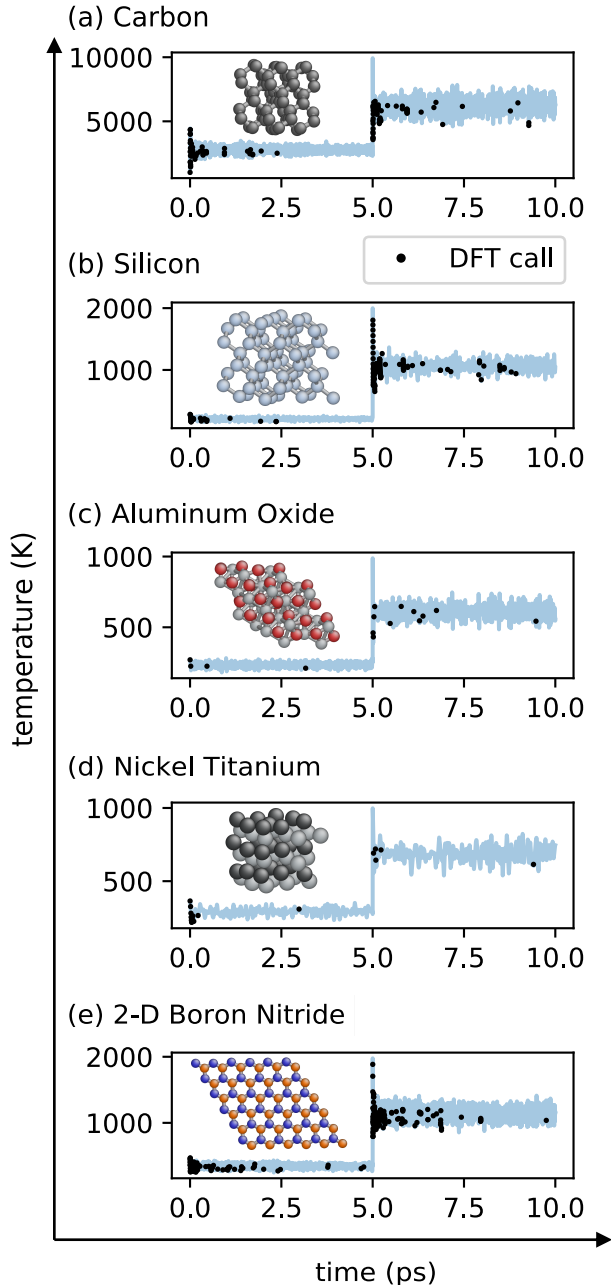 (a) Carbon
10000
5000
0.0 2.5 5.0 7.5 10.0
(b) Silicon
DFT call
2000
1000
0.0 2.5 5.0 7.5 10.0
(c) Aluminum Oxide
1000
500
0.0 2.5 5.0 7.5 10.0
(d) Nickel Titanium
1000
500
0.0 2.5 5.0 7.5 10.0
(e) 2-D Boron Nitride
2000
1000
0.0 2.5 5.0 7.5 10.0
temperature (K)
time (ps)